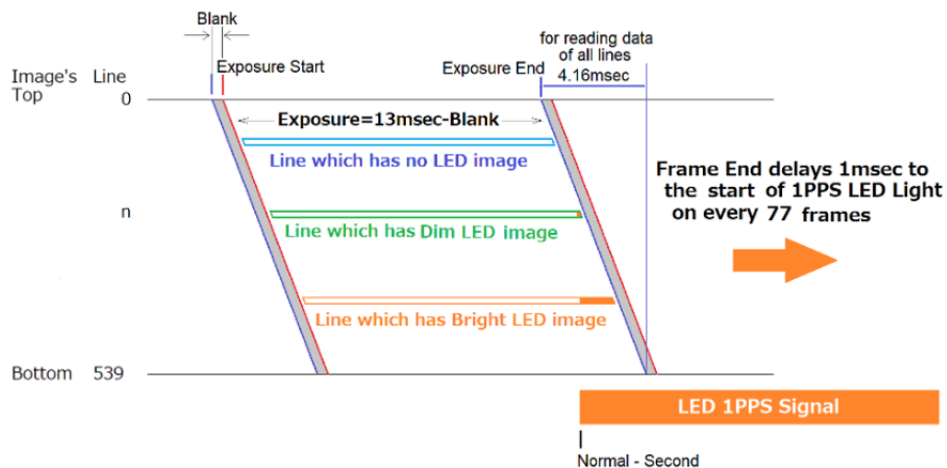 Blank
for reading data
of all lines
4.16msec
Image's
Top
Line
0
Exposure Start
Exposure End
Exposure=13msec-Blank
Line which has no LED image
Frame End delays 1msec to
the start of 1PPS LED Light
on every 77 frames
n
Line which has Dim LED image
Line which has Bright LED image
Bottom 539
LED 1PPS Signal
Normal - Second